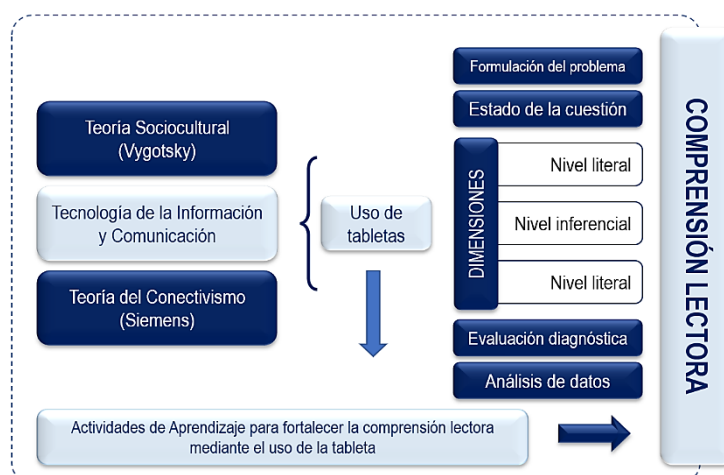 Teoría Sociocultural
(Vygotsky)
Tecnología de la Información
y Comunicación
Teoría del Conectivismo
(Siemens)
Uso de
tabletas
Formulación del problema
Estado de la cuestión
DIMENSIONES
Nivel literal
Nivel inferencial
Nivel literal
Evaluación diagnóstica
Análisis de datos
Actividades de Aprendizaje para fortalecer la comprensión lectora
mediante el uso de la tableta
COMPRENSIÓN LECTORA